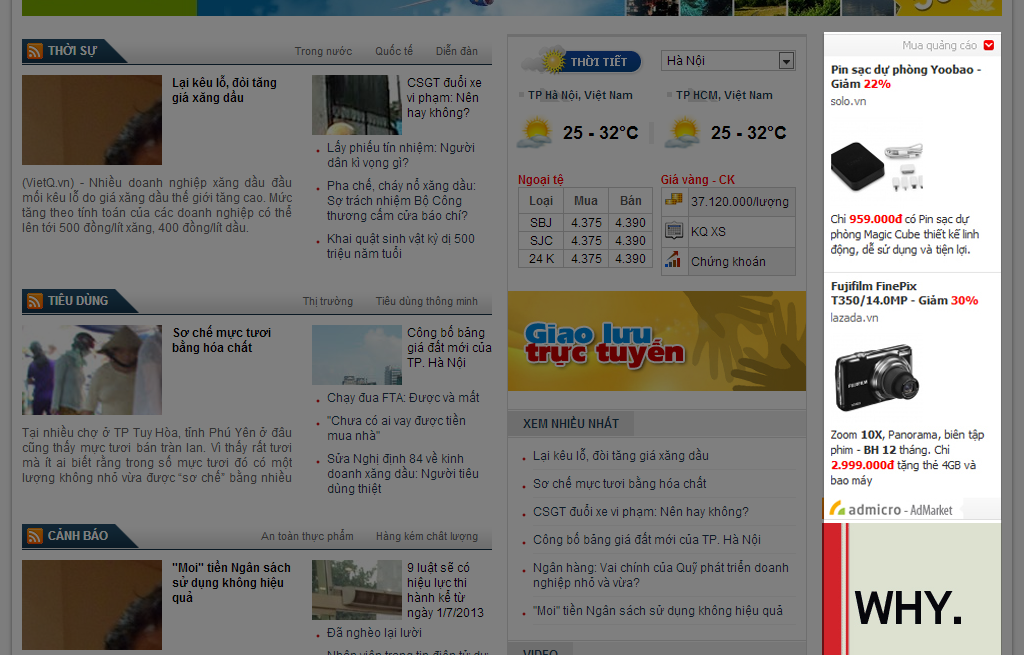 THỜI SỰ
Trong nước Quốc tế Diễn đàn
Lại kêu lỗ, đòi tăng
giá xăng dầu
(VietQ.vn) - Nhiều doanh nghiệp xăng dầu đầu
mối kêu lỗ do giá xăng dầu thế giới tăng cao. Mức
tăng theo tính toán của các doanh nghiệp có thể
lên tới 500 đồng/lít xăng, 400 đồng/lít dầu.
CSGT đuổi xe
vi phạm: Nên
hay không?
Lấy phiếu tín nhiệm: Người
dân kì vọng gì?
Pha chế, cháy nổ xăng dầu:
Sợ trách nhiệm Bộ Công
thương cấm cửa báo chí?
Khai quật sinh vật kỳ dị 500
triệu năm tuổi
TIÊU DÙNG
Thị trường Tiêu dùng thông minh
Sơ chế mực tươi
bằng hóa chất
Tại nhiều chợ ở TP Tuy Hòa, tỉnh Phú Yên ở đâu
cũng thấy mực tươi bán tràn lan. Vì thấy rất tươi
mà ít ai biết rằng trong số mực tươi đó có một
lượng không nhỏ vừa được “sơ chế” bằng nhiều
Công bố bảng
giá đất mới của
TP. Hà Nội
Chạy đua FTA: Được và mất
"Chưa có ai vay được tiền
mua nhà"
Sửa Nghị định 84 về kinh
doanh xăng dầu: Người tiêu
dùng thiệt
CẢNH BÁO
An toàn thực phẩm Hàng kém chất lượng
"Moi" tiền Ngân sách
sử dụng không hiệu
quả
9 luật sẽ có
hiệu lực thi
hành kể từ
ngày 1/7/2013
Đã nghèo lại lười
THỜI TIẾT
Hà Nội
TP Hà Nội, Việt Nam TP HCM, Việt Nam
25 - 32°C 25 - 32°C
Ngoại tệ
Loại Mua Bán
SBJ 4.375 4.390
SJC 4.375 4.390
24 K 4.375 4.390
Giá vàng - CK
37.120.000/lượng
KQ XS
Chứng khoán
Giao lưu
trực tuyến
XEM NHIỀU NHẤT
Lại kêu lỗ, đòi tăng giá xăng dầu
Sơ chế mực tươi bằng hóa chất
CSGT đuổi xe vi phạm: Nên hay không?
Công bố bảng giá đất mới của TP. Hà Nội
Ngân hàng: Vai chính của Quỹ phát triển doanh
nghiệp nhỏ và vừa?
"Moi" tiền Ngân sách sử dụng không hiệu quả
VIDEO
Mua quảng cáo
Pin sạc dự phòng Yoobao -
Giảm 22%
solo.vn
Chỉ 959.000đ có Pin sạc dự
phòng Magic Cube thiết kế linh
động, dễ sử dụng và tiện lợi.
Fujifilm FinePix
T350/14.0MP - Giảm 30%
lazada.vn
FUJIFILM
Zoom 10X, Panorama, biên tập
phim - BH 12 tháng. Chỉ
2.999.000đ tặng thẻ 4GB và
bao máy
admicro - AdMarket
WHY.